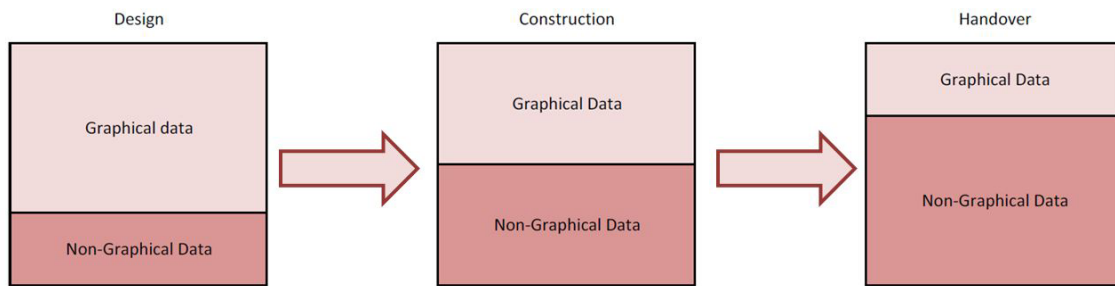 Design
Construction
Handover
Graphical data
Non-Graphical Data
Graphical Data
Non-Graphical Data
Graphical Data
Non-Graphical Data